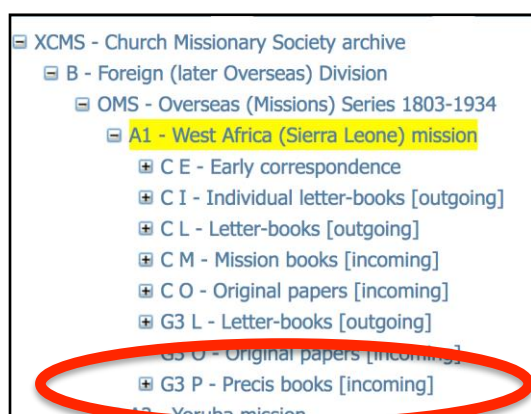 XCMS - Church Missionary Society archive
B - Foreign (later Overseas) Division
OMS - Overseas (Missions) Series 1803-1934
A1 - West Africa (Sierra Leone) mission
C E - Early correspondence
C I - Individual letter-books [outgoing]
C L - Letter-books [outgoing]
C M - Mission books [incoming]
C O - Original papers [incoming]
G3 L - Letter-books [outgoing]
G3 O - Original papers [incoming]
G3 P - Precis books [incoming]
A2 - Yoruba mission